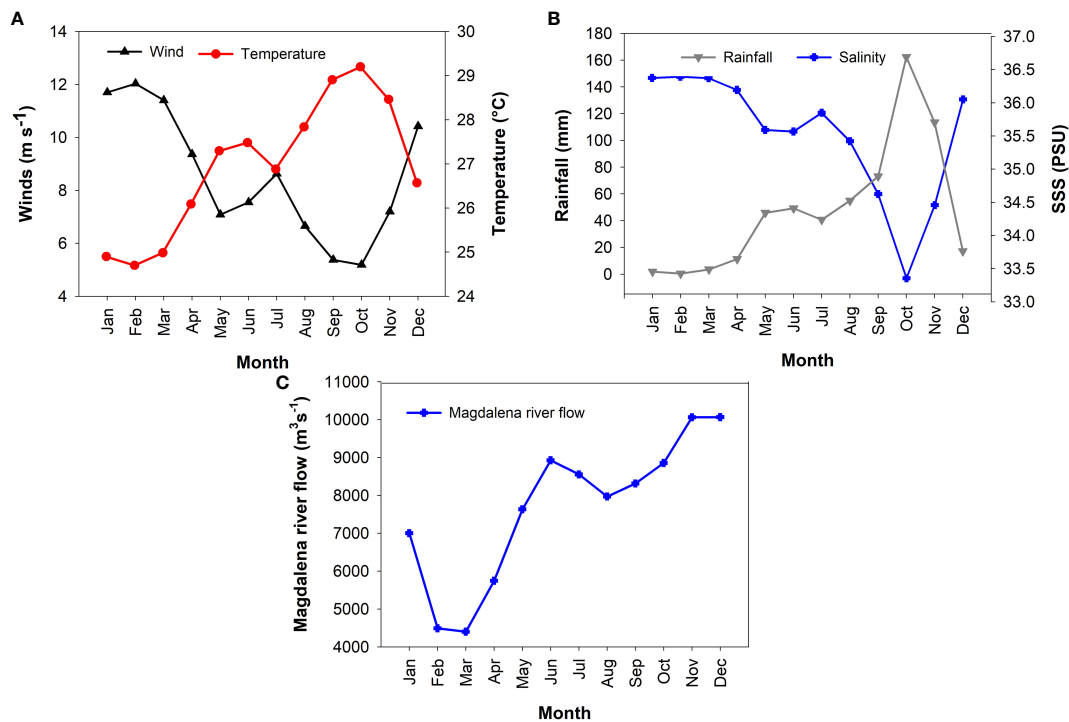 A
Wind
Temperature
14
12
10
8
6
4
Winds (m s-1)
30
29
28
27
26
25
24
Temperature (°C)
Jan
Feb
Mar
Apr
May
Jun
Jul
Aug
Sep
Oct
Nov
Dec
Month
B
Rainfall
Salinity
180
160
140
120
100
80
60
40
20
0
Rainfall (mm)
37.0
36.5
36.0
35.5
35.0
34.5
34.0
33.5
33.0
SSS (PSU)
Jan
Feb
Mar
Apr
May
Jun
Jul
Aug
Sep
Oct
Nov
Dec
Month
C
Magdalena river flow
11000
10000
9000
8000
7000
6000
5000
4000
Magdalena river flow (m3s-1)
Jan
Feb
Mar
Apr
May
Jun
Jul
Aug
Sep
Oct
Nov
Dec
Month